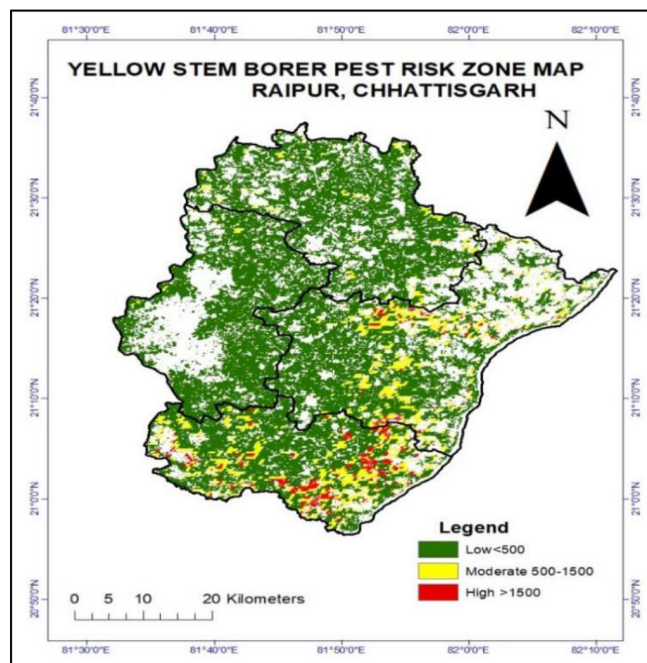 81°30'0"E 81°40'0"E 81°50'0"E 82°0'0"E 82°10'0"E
YELLOW STEM BORER PEST RISK ZONE MAP
RAIPUR, CHHATTISGARH
N
21°40'0"N 21°40'0"N
21°30'0"N 21°30'0"N
21°20'0"N 21°20'0"N
21°10'0"N 21°10'0"N
21°0'0"N 21°0'0"N
Legend
Low<500
Moderate 500-1500
High >1500
0 5 10 20 Kilometers
20°50'0"N 20°50'0"N
81°30'0"E 81°40'0"E 81°50'0"E 82°0'0"E 82°10'0"E